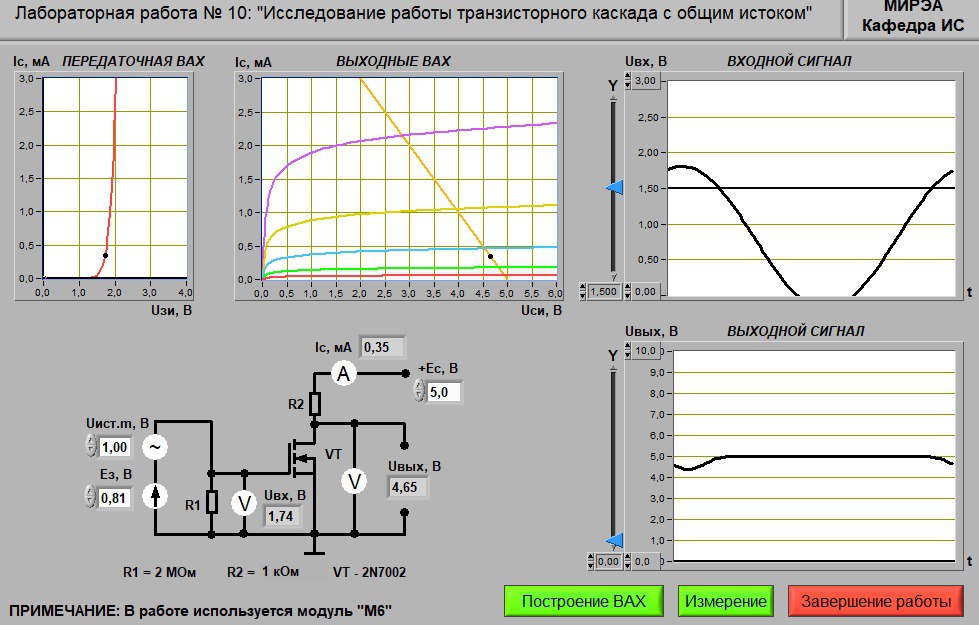 Лабораторная работа № 10: "Исследование работы транзисторного каскада с общим истоком"
МИРЭА
Кафедра ИС
Ic, мА ПЕРЕДАТОЧНАЯ ВАХ
3,0
2,5
2,0
1,5
1,0
0,5
0,0
0,0 1,0 2,0 3,0 4,0
Uзи, В
Ic, мА ВЫХОДНЫЕ ВАХ
3,0
2,5
2,0
1,5
1,0
0,5
0,0
0,0 0,5 1,0 1,5 2,0 2,5 3,0 3,5 4,0 4,5 5,0 5,5 6,0
Uси, В
Uвх, В ВХОДНОЙ СИГНАЛ
Y
3,00
2,50
2,00
1,50
1,00
0,50
1,500 0,00
t
Uвых, В ВЫХОДНОЙ СИГНАЛ
Y
10,0
9,0
8,0
7,0
6,0
5,0
4,0
3,0
2,0
1,0
0,00 0,0
t
Ic, мА 0,35
A
+Ec, В
5,0
R2
Uист.m, В
1,00
~
Eз, В
0,81
R1
V
Uвх, В
1,74
VT
V
Uвых, В
4,65
R1 = 2 МОм R2 = 1 кОм VT - 2N7002
ПРИМЕЧАНИЕ: В работе используется модуль "М6"
Построение ВАХ Измерение Завершение работы